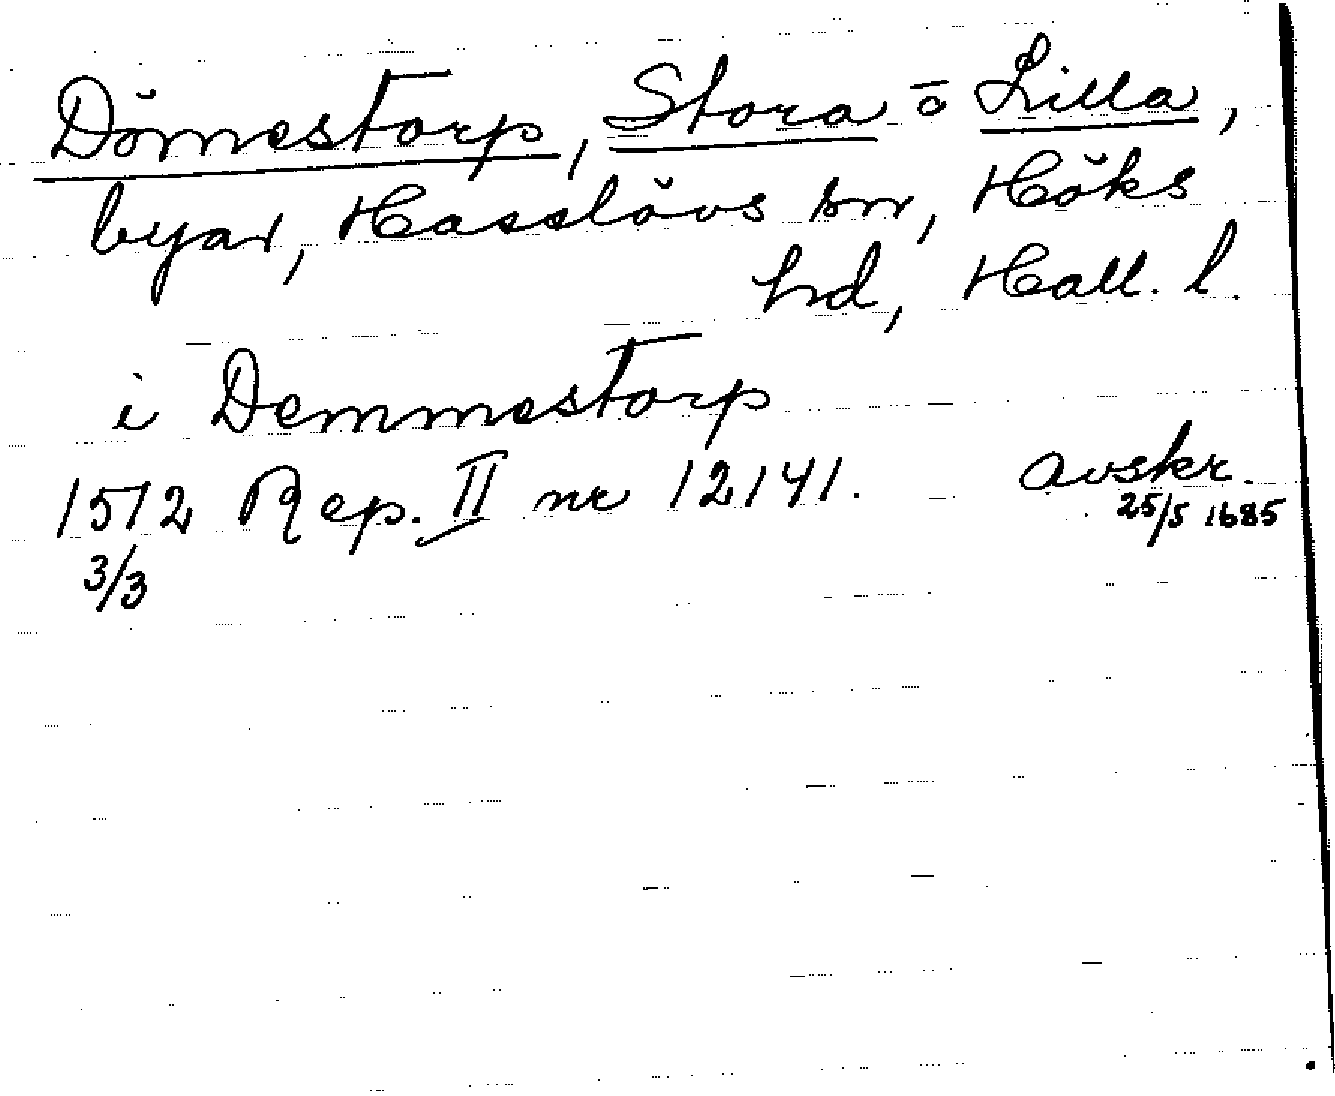 Dömestorp, Stora o Lilla,
byar, Hasslövs sn, Höks
hd, Hall. l.
i Demmestorp
1512 Rep. II nr 12141. avskr.
3/3 25/5 1685